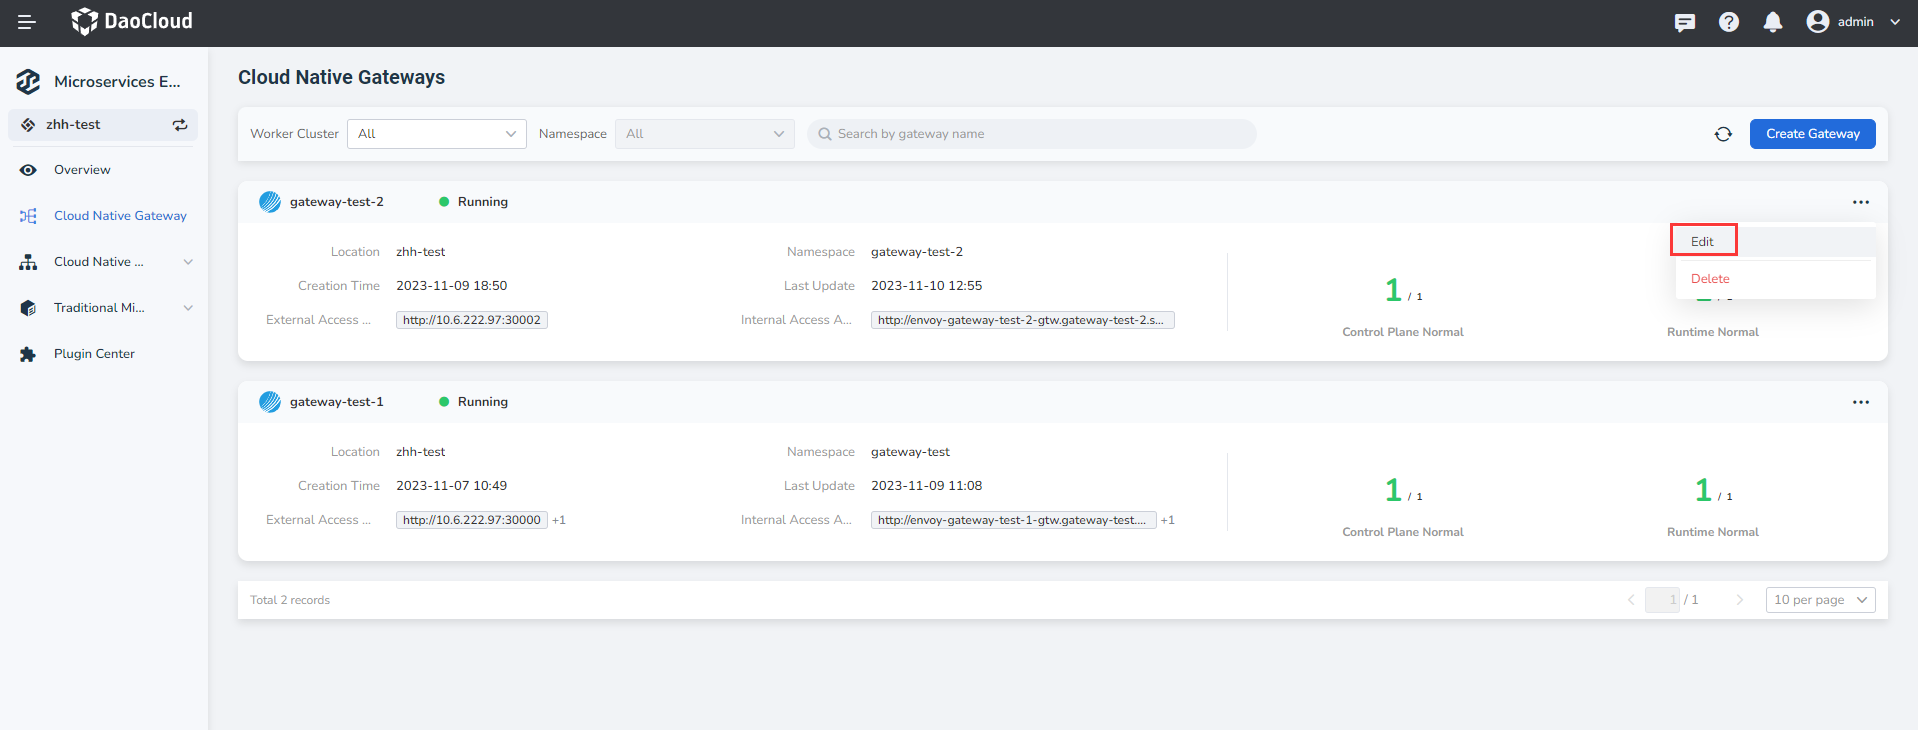 DaoCloud
admin
Microservices E...
zhh-test
Overview
Cloud Native Gateway
Cloud Native ...
Traditional Mi...
Plugin Center
Cloud Native Gateways
Worker Cluster All Namespace All Search by gateway name Create Gateway
gateway-test-2 Running
Edit
Delete
Location zhh-test Namespace gateway-test-2
Creation Time 2023-11-09 18:50 Last Update 2023-11-10 12:55
External Access ... http://10.6.222.97:30002 Internal Access A... http://envoy-gateway-test-2-gtw.gateway-test-2.s...
1 / 1
Control Plane Normal Runtime Normal
gateway-test-1 Running
Location zhh-test Namespace gateway-test
Creation Time 2023-11-07 10:49 Last Update 2023-11-09 11:08
External Access ... http://10.6.222.97:30000 +1 Internal Access A... http://envoy-gateway-test-1-gtw.gateway-test.... +1
1 / 1 1 / 1
Control Plane Normal Runtime Normal
Total 2 records 1 / 1 10 per page